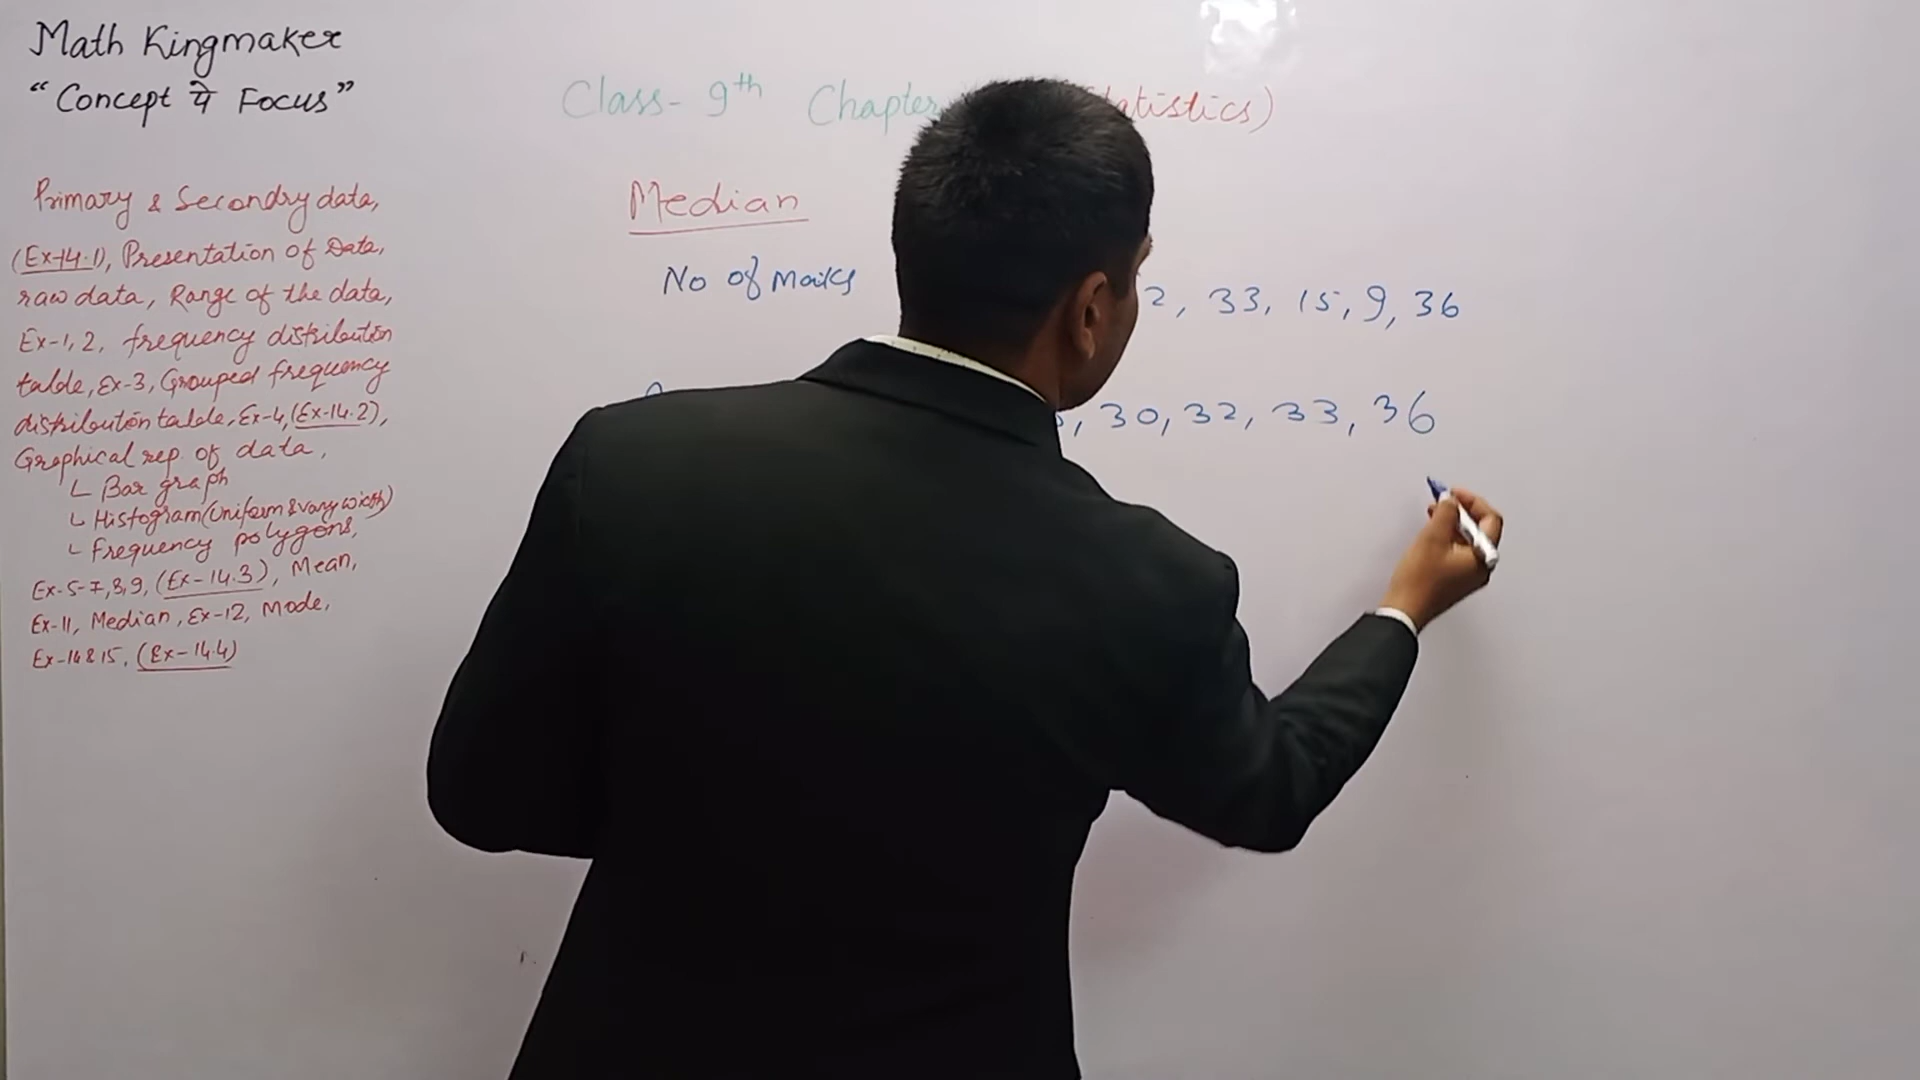 Math Kingmaker
"Concept पे Focus"
Class- 9th Chapter tatistics)
Primary & Secondry data,
(Ex-14.1), Presentation of Data,
raw data, Range of the data,
Ex-1,2, frequency distribution
table, Ex-3, Grouped frequency
distribution table, Ex-4, (Ex-14.2),
Graphical rep. of data,
Bar graph
Histogram (Uniform & vary width)
Frequency polygons,
Ex-5-7,8,9, (Ex-14.3), Mean,
Ex-11, Median, Ex-12, Mode,
Ex-14&15, (Ex-14.4)
Median
No of marks 2, 33, 15, 9, 36
, 30, 32, 33, 36